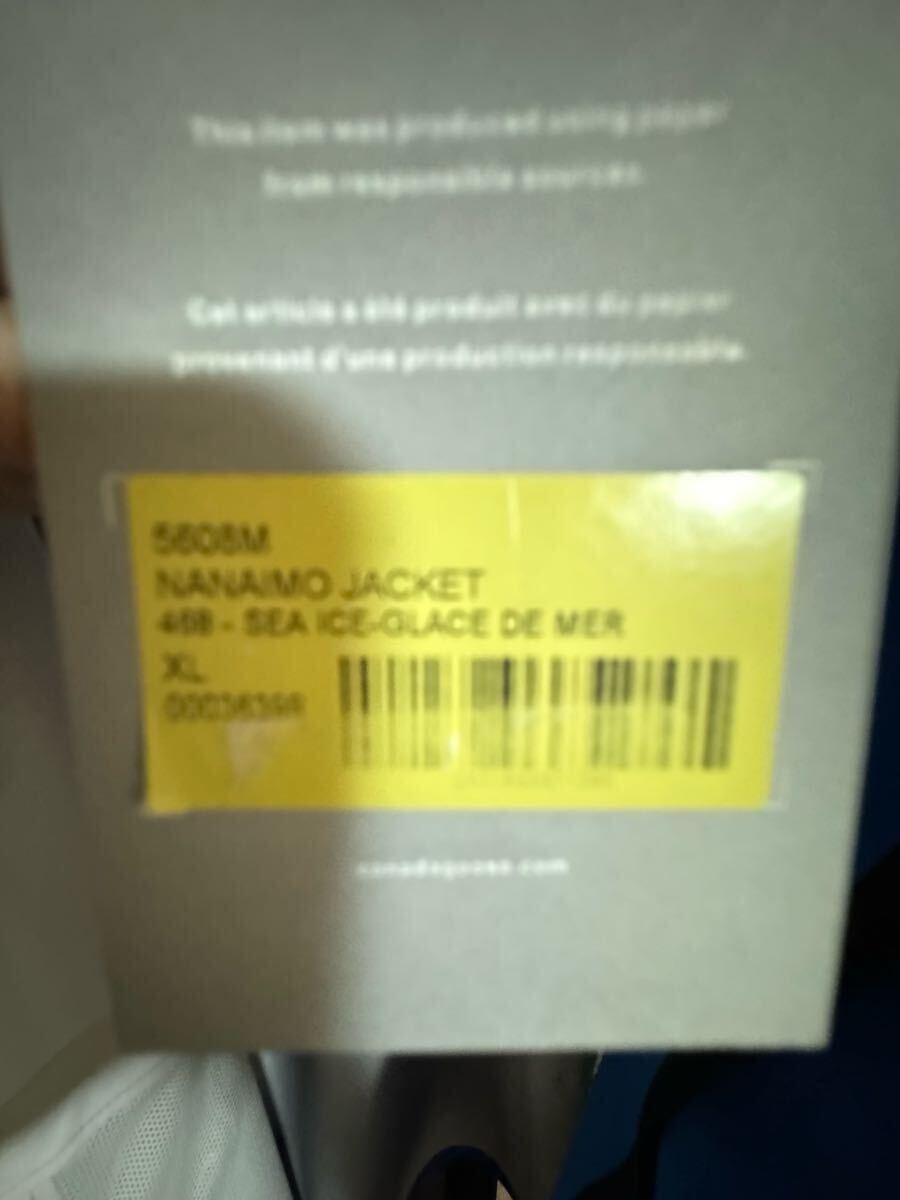 This item was produced using paper
from responsible sources.
Cet article a été produit avec du papier
provenant d'une production responsable.
5608M
NANAIMO JACKET
- SEA ICE-GLACE DE MER
XL
canadagoose.com